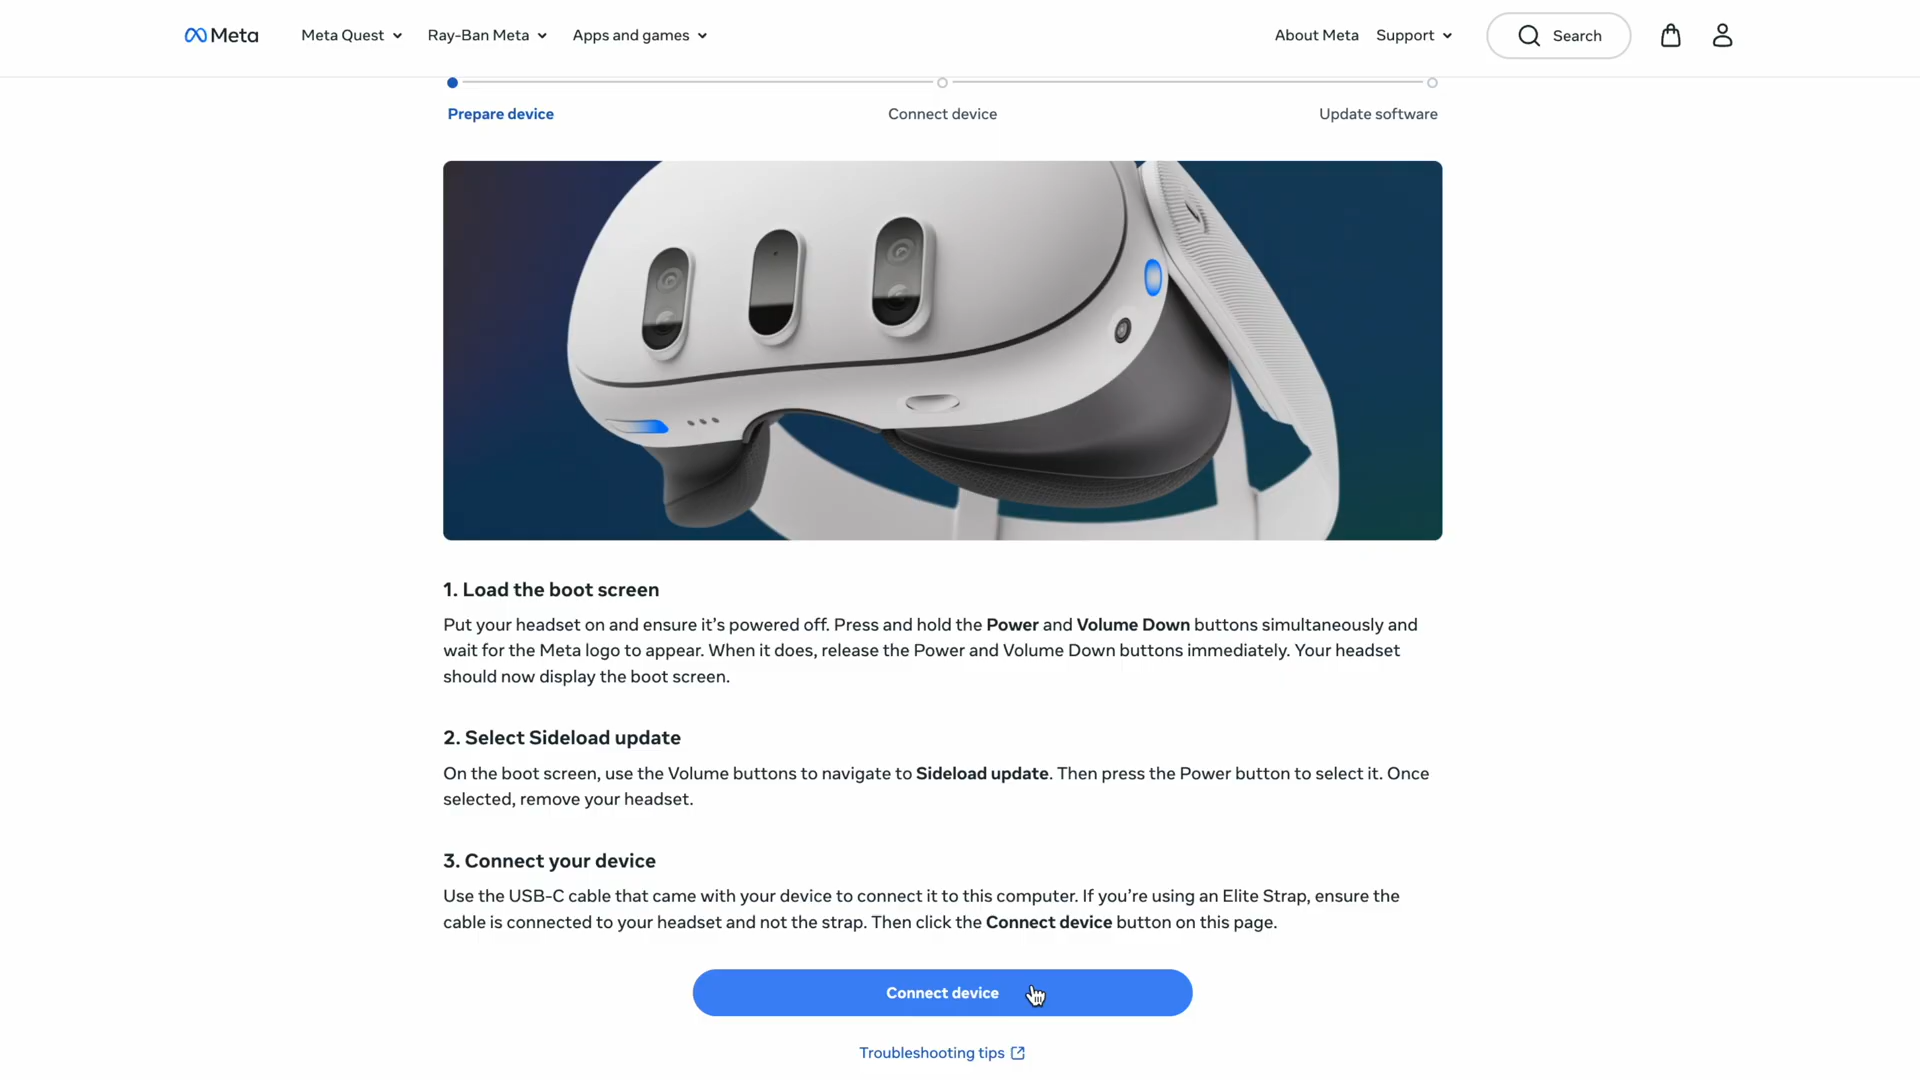 Meta
Meta Quest
Ray-Ban Meta
Apps and games
About Meta
Support
Search
Prepare device
Connect device
Update software
1. Load the boot screen
Put your headset on and ensure it’s powered off. Press and hold the Power and Volume Down buttons simultaneously and
wait for the Meta logo to appear. When it does, release the Power and Volume Down buttons immediately. Your headset
should now display the boot screen.
2. Select Sideload update
On the boot screen, use the Volume buttons to navigate to Sideload update. Then press the Power button to select it. Once
selected, remove your headset.
3. Connect your device
Use the USB-C cable that came with your device to connect it to this computer. If you’re using an Elite Strap, ensure the
cable is connected to your headset and not the strap. Then click the Connect device button on this page.
Connect device
Troubleshooting tips